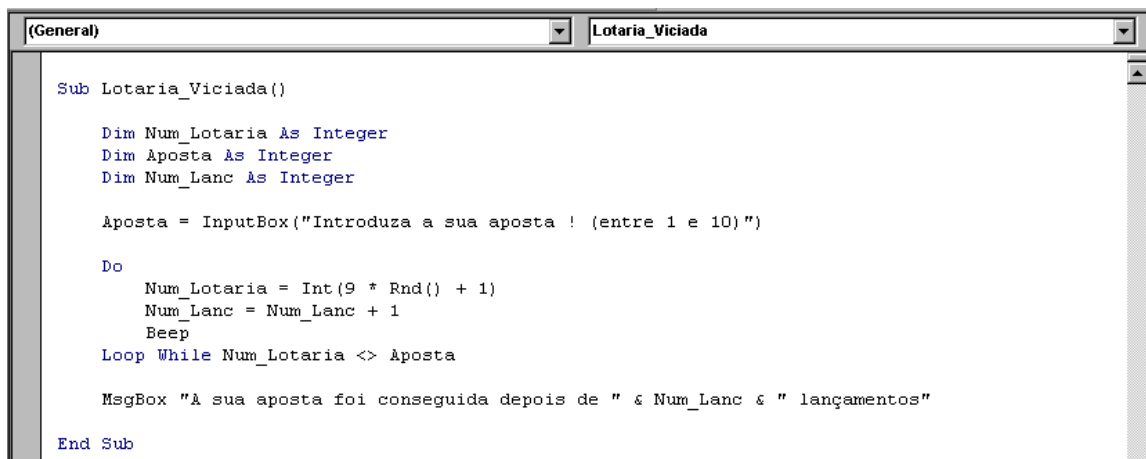 (General) Lotaria_Viciada
Sub Lotaria_Viciada()
Dim Num_Lotaria As Integer
Dim Aposta As Integer
Dim Num_Lanc As Integer
Aposta = InputBox("Introduza a sua aposta ! (entre 1 e 10)")
Do
Num_Lotaria = Int(9 * Rnd() + 1)
Num_Lanc = Num_Lanc + 1
Beep
Loop While Num_Lotaria <> Aposta
MsgBox "A sua aposta foi conseguida depois de " & Num_Lanc & " lançamentos"
End Sub